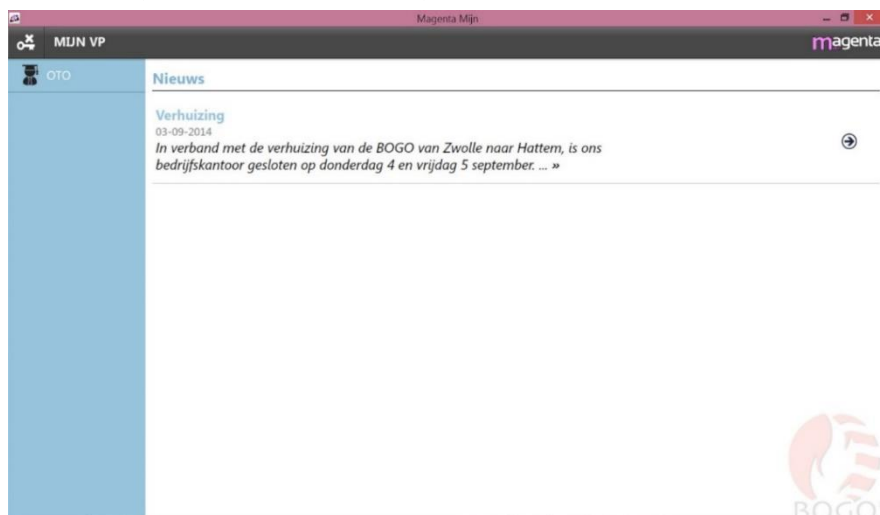 Magenta Mijn
MIJN VP
magenta
OTO
Nieuws
Verhuizing
03-09-2014
In verband met de verhuizing van de BOGO van Zwolle naar Hattem, is ons
bedrijfskantoor gesloten op donderdag 4 en vrijdag 5 september. ... »
BOGO